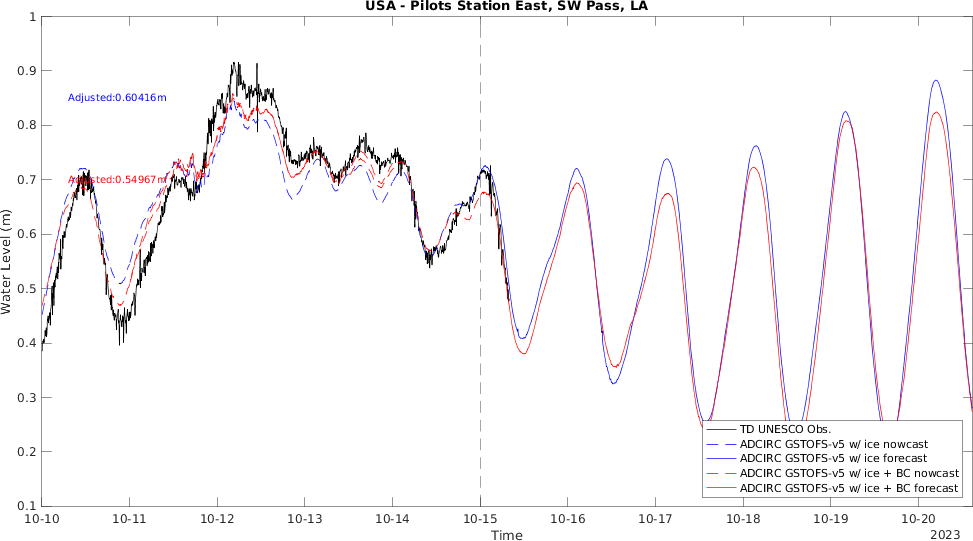 USA - Pilots Station East, SW Pass, LA
1
0.9
0.8
0.7
0.6
0.5
0.4
0.3
0.2
0.1
Water Level (m)
Adjusted:0.60416m
Adjusted:0.54967m
TD UNESCO Obs.
ADCIRC GSTOFS-v5 w/ ice nowcast
ADCIRC GSTOFS-v5 w/ ice forecast
ADCIRC GSTOFS-v5 w/ ice + BC nowcast
ADCIRC GSTOFS-v5 w/ ice + BC forecast
10-10 10-11 10-12 10-13 10-14 10-15 10-16 10-17 10-18 10-19 10-20
Time
2023